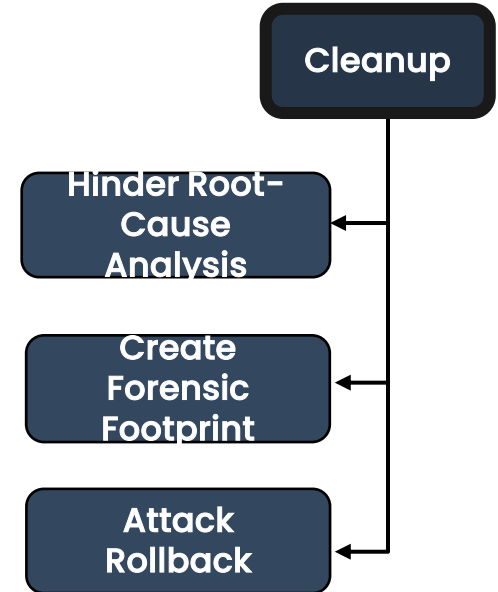 Cleanup
Hinder Root-
Cause
Analysis
Create
Forensic
Footprint
Attack
Rollback